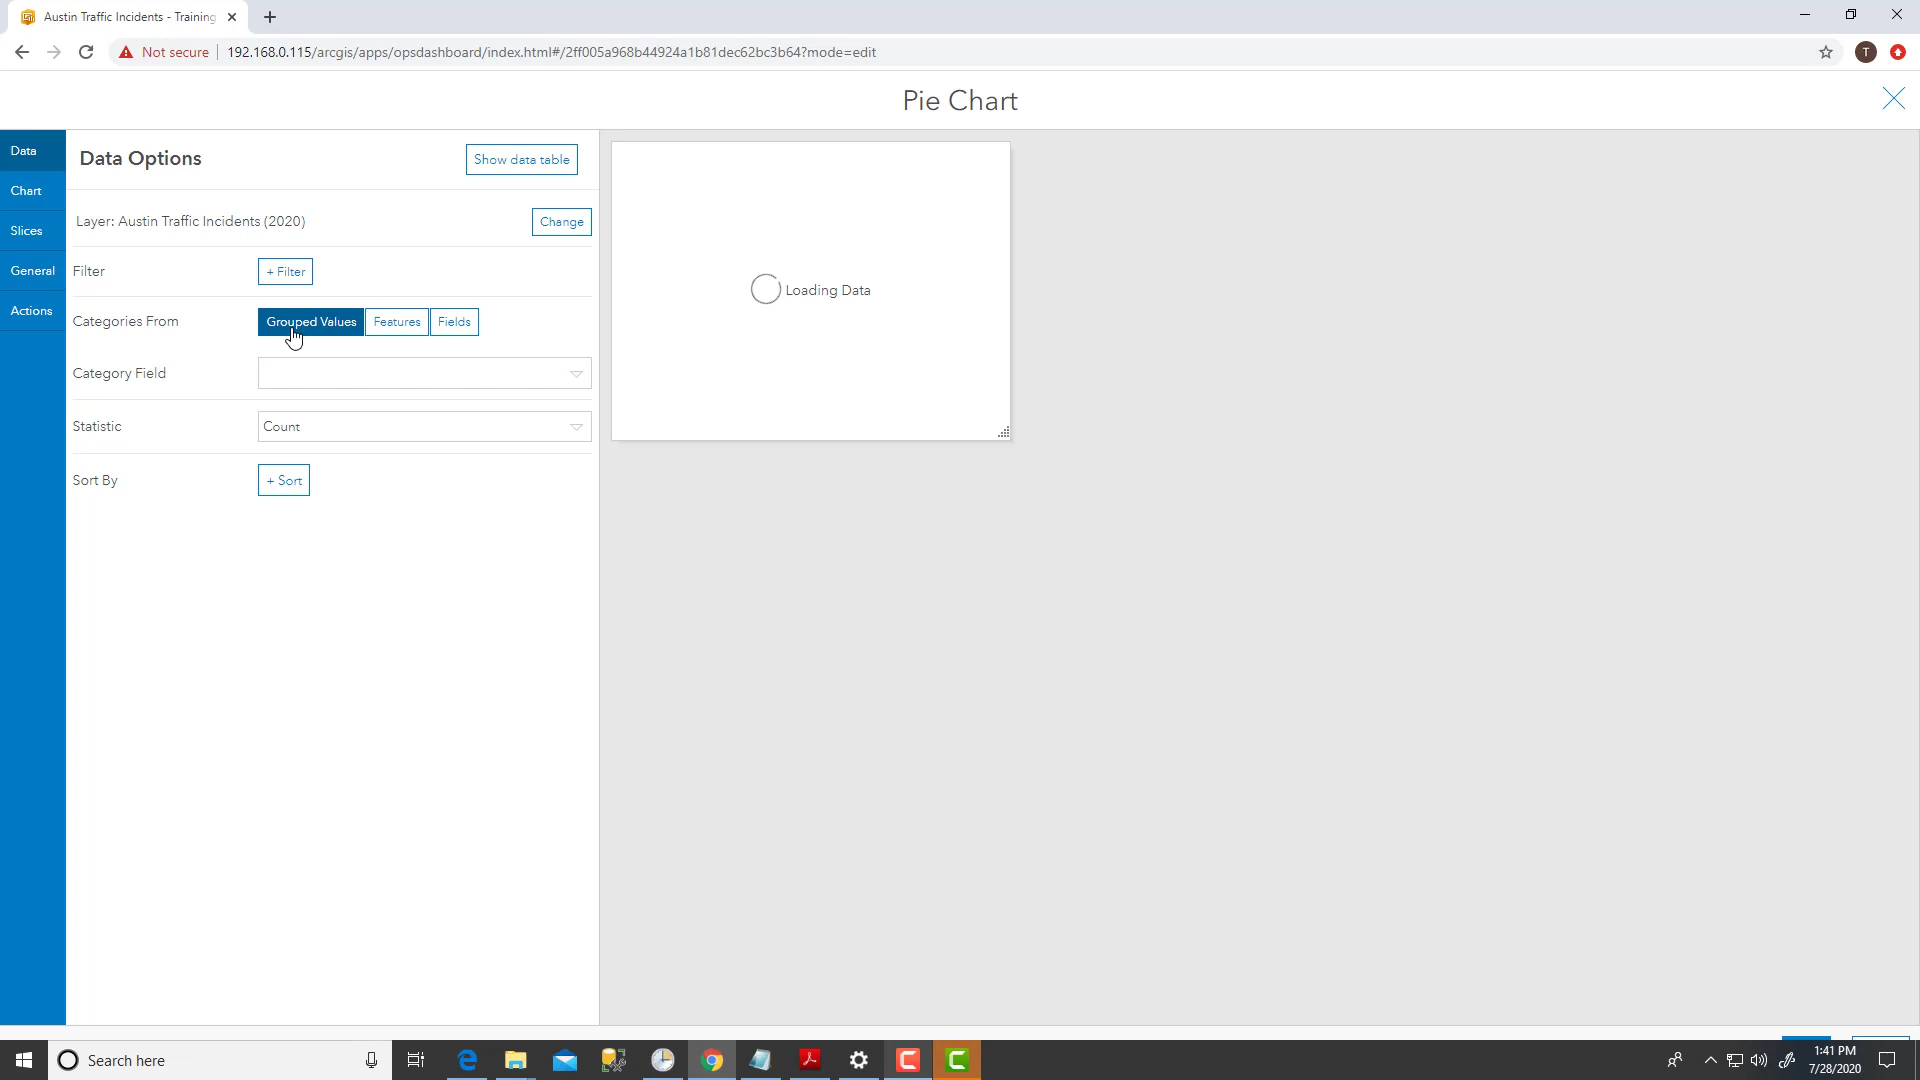 Austin Traffic Incidents - Training
Not secure
192.168.0.115/arcgis/apps/opsdashboard/index.html#/2ff005a968b44924a1b81dec62bc3b64?mode=edit
T
Pie Chart
Data
Chart
Slices
General
Actions
Data Options
Show data table
Layer: Austin Traffic Incidents (2020)
Change
Filter
+ Filter
Categories From
Grouped Values
Features
Fields
Category Field
Statistic
Count
Sort By
+ Sort
Loading Data
Search here
1:41 PM
7/28/2020